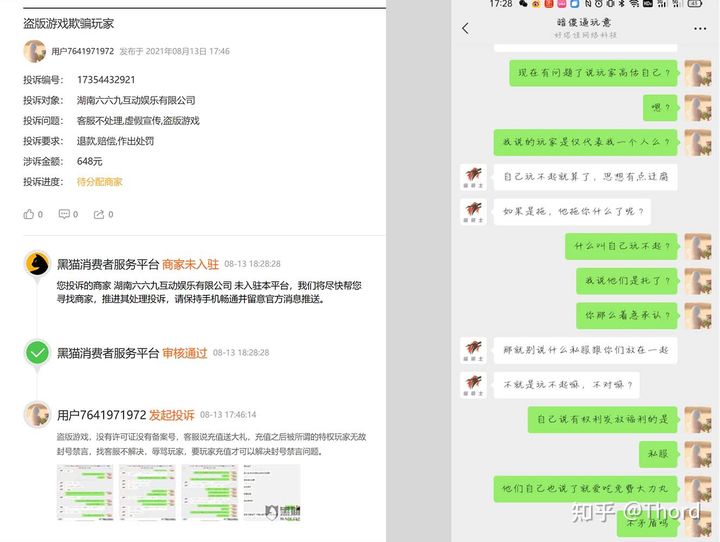 盗版游戏欺骗玩家
用户7641971972 发布于 2021年08月13日 17:46
投诉编号： 17354432921
投诉对象： 湖南六六九互动娱乐有限公司
投诉问题： 客服不处理,虚假宣传,盗版游戏
投诉要求： 退款,赔偿,作出处罚
涉诉金额： 648元
投诉进度： 待分配商家
0 0 0
黑猫消费者服务平台 商家未入驻 08-13 18:28:28
您投诉的商家 湖南六六九互动娱乐有限公司 未入驻本平台，我们将尽快帮您
寻找商家，推进其处理投诉，请保持手机畅通并留意官方消息推送。
黑猫消费者服务平台 审核通过 08-13 18:28:28
用户7641971972 发起投诉 08-13 17:46:14
盗版游戏，没有许可证没有备案号，客服说充值送大礼，充值之后被所谓的特权玩家无故
封号禁言，找客服不解决，辱骂玩家，要玩家充值才可以解决封号禁言问题。
17:28
暗傻通玩意
好塔佳网络科技
现在有问题了说玩家高估自己？
嗯？
我说的玩家是仅代表我一个人么？
自己玩不起就算了，思想有点迂腐
如果是拖，他拖你什么了呢？
什么叫自己玩不起？
我说他们是托了？
你那么着急承认？
那就别说什么私服跟你们放在一起
不就是玩不起嘛，不对嘛？
自己说有权利发放福利的是
私服
他们自己也说了就爱吃免费大力丸
不矛盾吗
知乎 @Thord